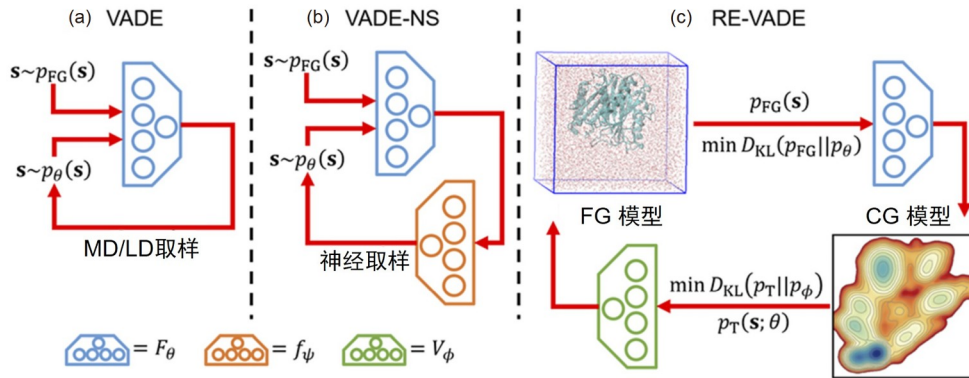 (a) VADE
s~p_FG(s)
s~p_θ(s)
MD/LD取样
(b) VADE-NS
s~p_FG(s)
s~p_θ(s)
神经取样
(c) RE-VADE
p_FG(s)
min D_KL(p_FG||p_θ)
FG 模型
CG 模型
min D_KL(p_T||p_ϕ)
p_T(s; θ)
= F_θ
= f_ψ
= V_ϕ